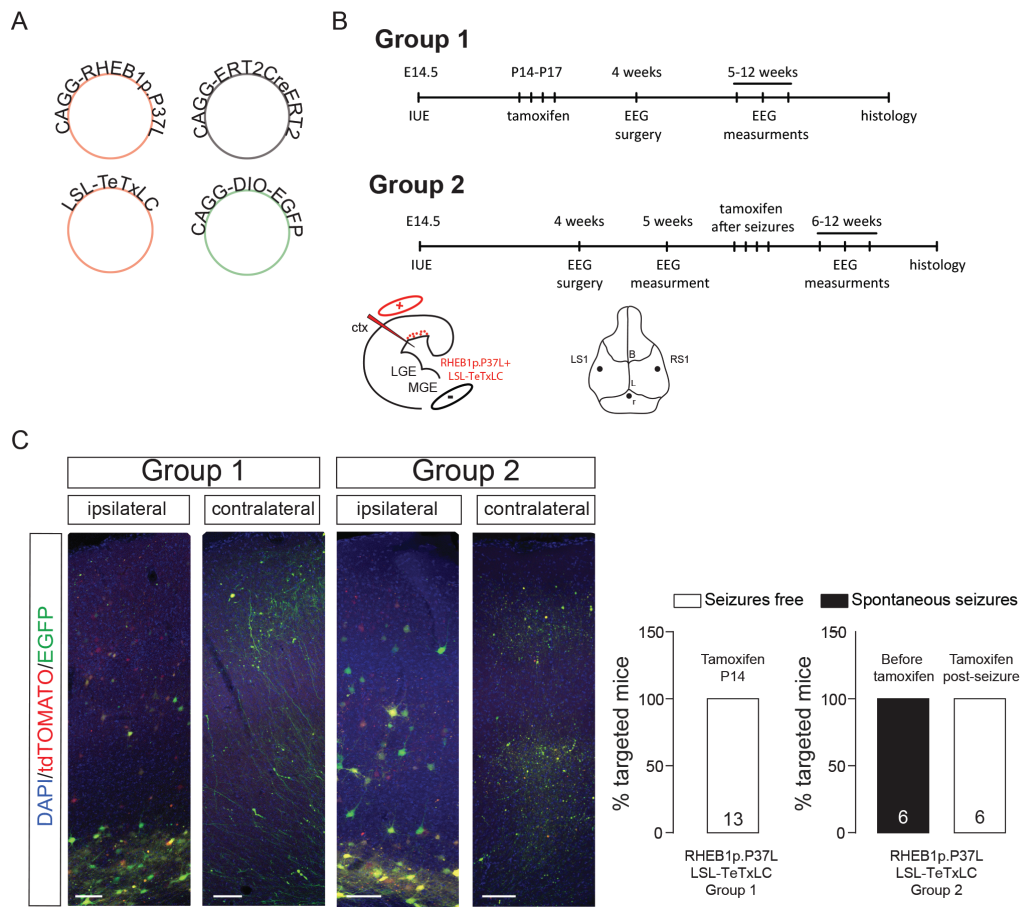 A
CAGG-RHEB1p.P37L
CAGG-ERT2CreERT2
LSL-TeTxLC
CAGG-DIO-EGFP
B
Group 1
E14.5 P14-P17 4 weeks 5-12 weeks
IUE tamoxifen EEG EEG histology
surgery measurments
Group 2
tamoxifen
E14.5 4 weeks 5 weeks after seizures 6-12 weeks
IUE EEG EEG EEG histology
surgery measurment measurments
+
ctx
RHEB1p.P37L+
LSL-TeTxLC
LGE
MGE
-
LS1 B RS1
L
r
C
Group 1 Group 2
ipsilateral contralateral ipsilateral contralateral
DAPI/tdTOMATO/EGFP
Seizures free Spontaneous seizures
% targeted mice
150
100
50
0
Tamoxifen
P14
13
RHEB1p.P37L
LSL-TeTxLC
Group 1
% targeted mice
150
100
50
0
Before Tamoxifen
tamoxifen post-seizure
6 6
RHEB1p.P37L
LSL-TeTxLC
Group 2